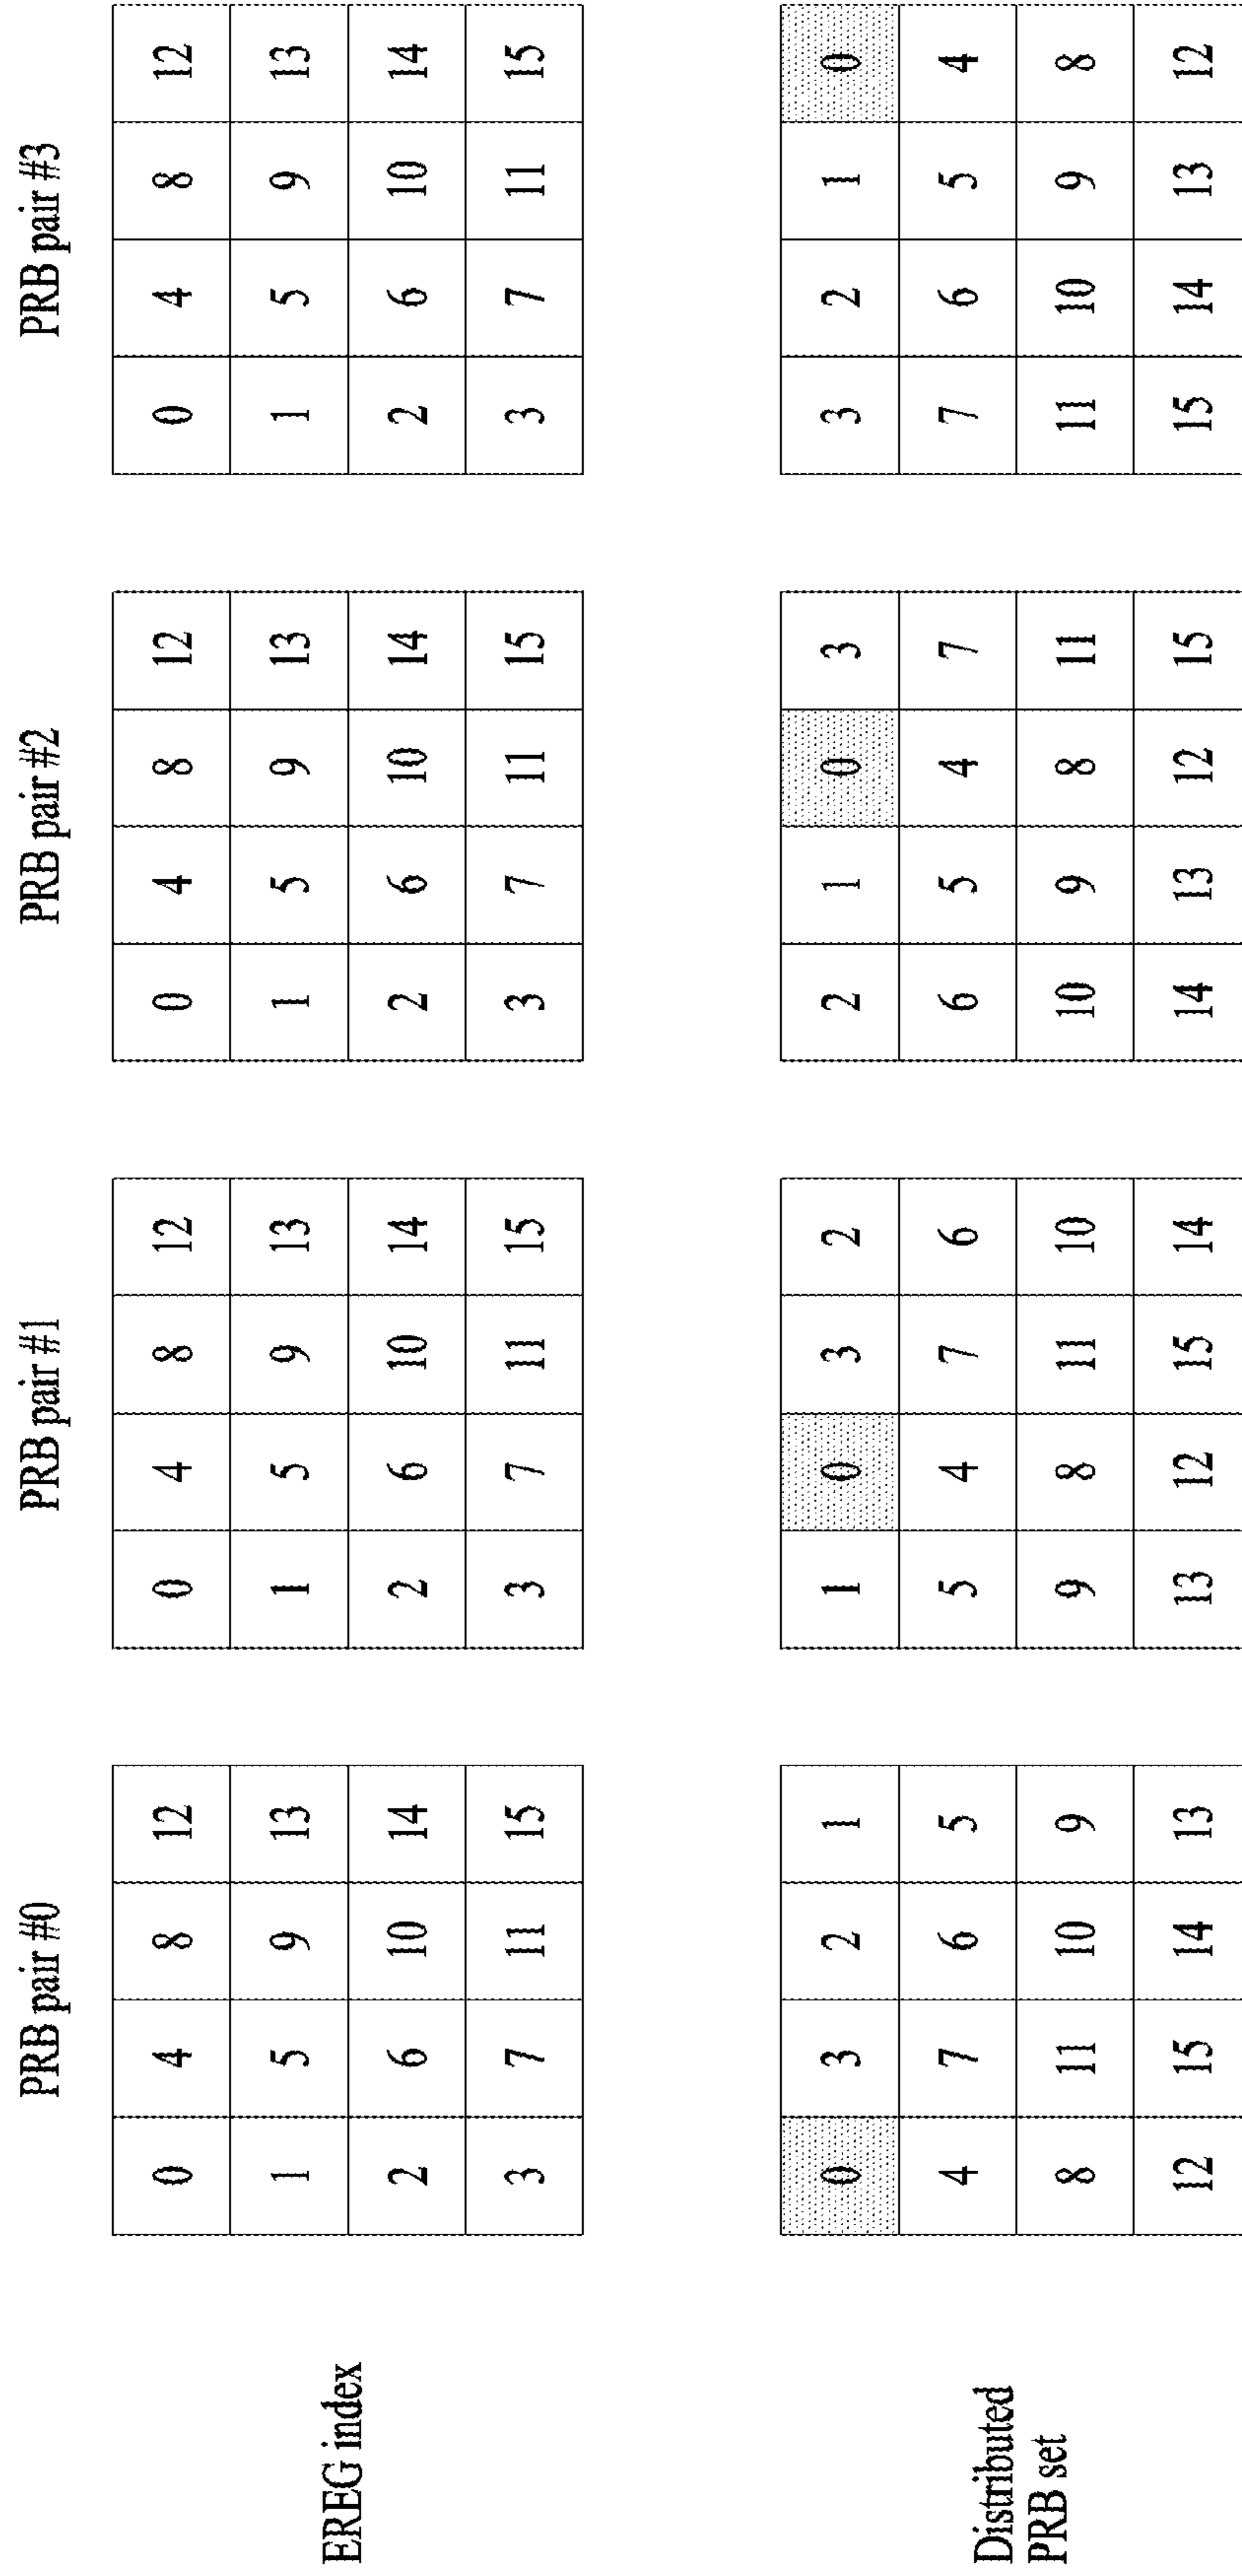 PRB pair #0 PRB pair #1 PRB pair #2 PRB pair #3
EREG index
0 4 8 12 0 4 8 12 0 4 8 12 0 4 8 12
1 5 9 13 1 5 9 13 1 5 9 13 1 5 9 13
2 6 10 14 2 6 10 14 2 6 10 14 2 6 10 14
3 7 11 15 3 7 11 15 3 7 11 15 3 7 11 15
Distributed
PRB set
0 3 2 1 1 0 3 2 2 1 0 3 3 2 1 0
4 7 6 5 5 4 7 6 6 5 4 7 7 6 5 4
8 11 10 9 9 8 11 10 10 9 8 11 11 10 9 8
12 15 14 13 13 12 15 14 14 13 12 15 15 14 13 12